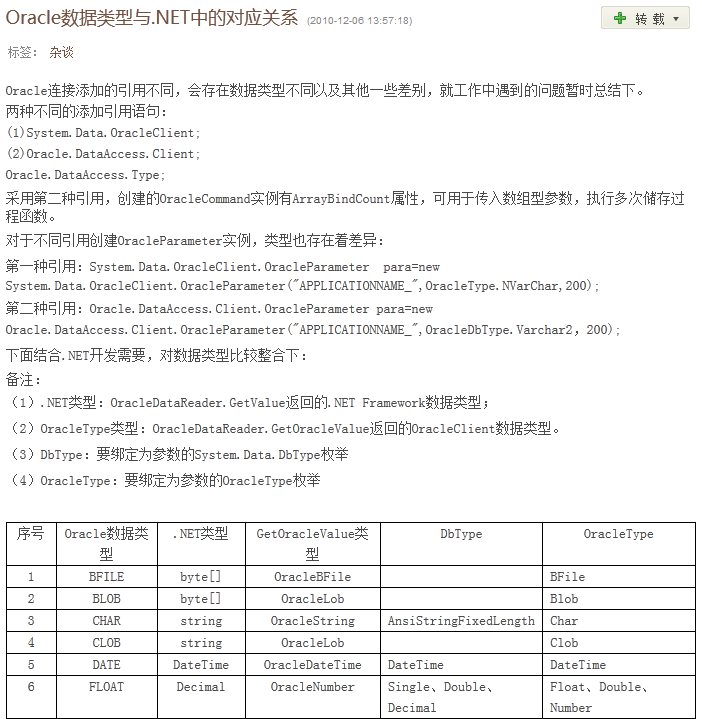 Oracle数据类型与.NET中的对应关系 (2010-12-06 13:57:18)
转载
标签： 杂谈
Oracle连接添加的引用不同，会存在数据类型不同以及其他一些差别，就工作中遇到的问题暂时总结下。
两种不同的添加引用语句：
(1)System.Data.OracleClient;
(2)Oracle.DataAccess.Client;
Oracle.DataAccess.Type;
采用第二种引用，创建的OracleCommand实例有ArrayBindCount属性，可用于传入数组型参数，执行多次储存过
程函数。
对于不同引用创建OracleParameter实例，类型也存在着差异：
第一种引用：System.Data.OracleClient.OracleParameter  para=new
System.Data.OracleClient.OracleParameter("APPLICATIONNAME_",OracleType.NVarChar,200);
第二种引用：Oracle.DataAccess.Client.OracleParameter para=new
Oracle.DataAccess.Client.OracleParameter("APPLICATIONNAME_",OracleDbType.Varchar2，200);
下面结合.NET开发需要，对数据类型比较整合下：
备注：
（1）.NET类型：OracleDataReader.GetValue返回的.NET Framework数据类型；
（2）OracleType类型：OracleDataReader.GetOracleValue返回的OracleClient数据类型。
（3）DbType：要绑定为参数的System.Data.DbType枚举
（4）OracleType：要绑定为参数的OracleType枚举
序号 Oracle数据类 .NET类型 GetOracleValue类 DbType OracleType
型 型
1 BFILE byte[] OracleBFile BFile
2 BLOB byte[] OracleLob Blob
3 CHAR string OracleString AnsiStringFixedLength Char
4 CLOB string OracleLob Clob
5 DATE DateTime OracleDateTime DateTime DateTime
6 FLOAT Decimal OracleNumber Single、Double、 Float、Double、
Decimal Number